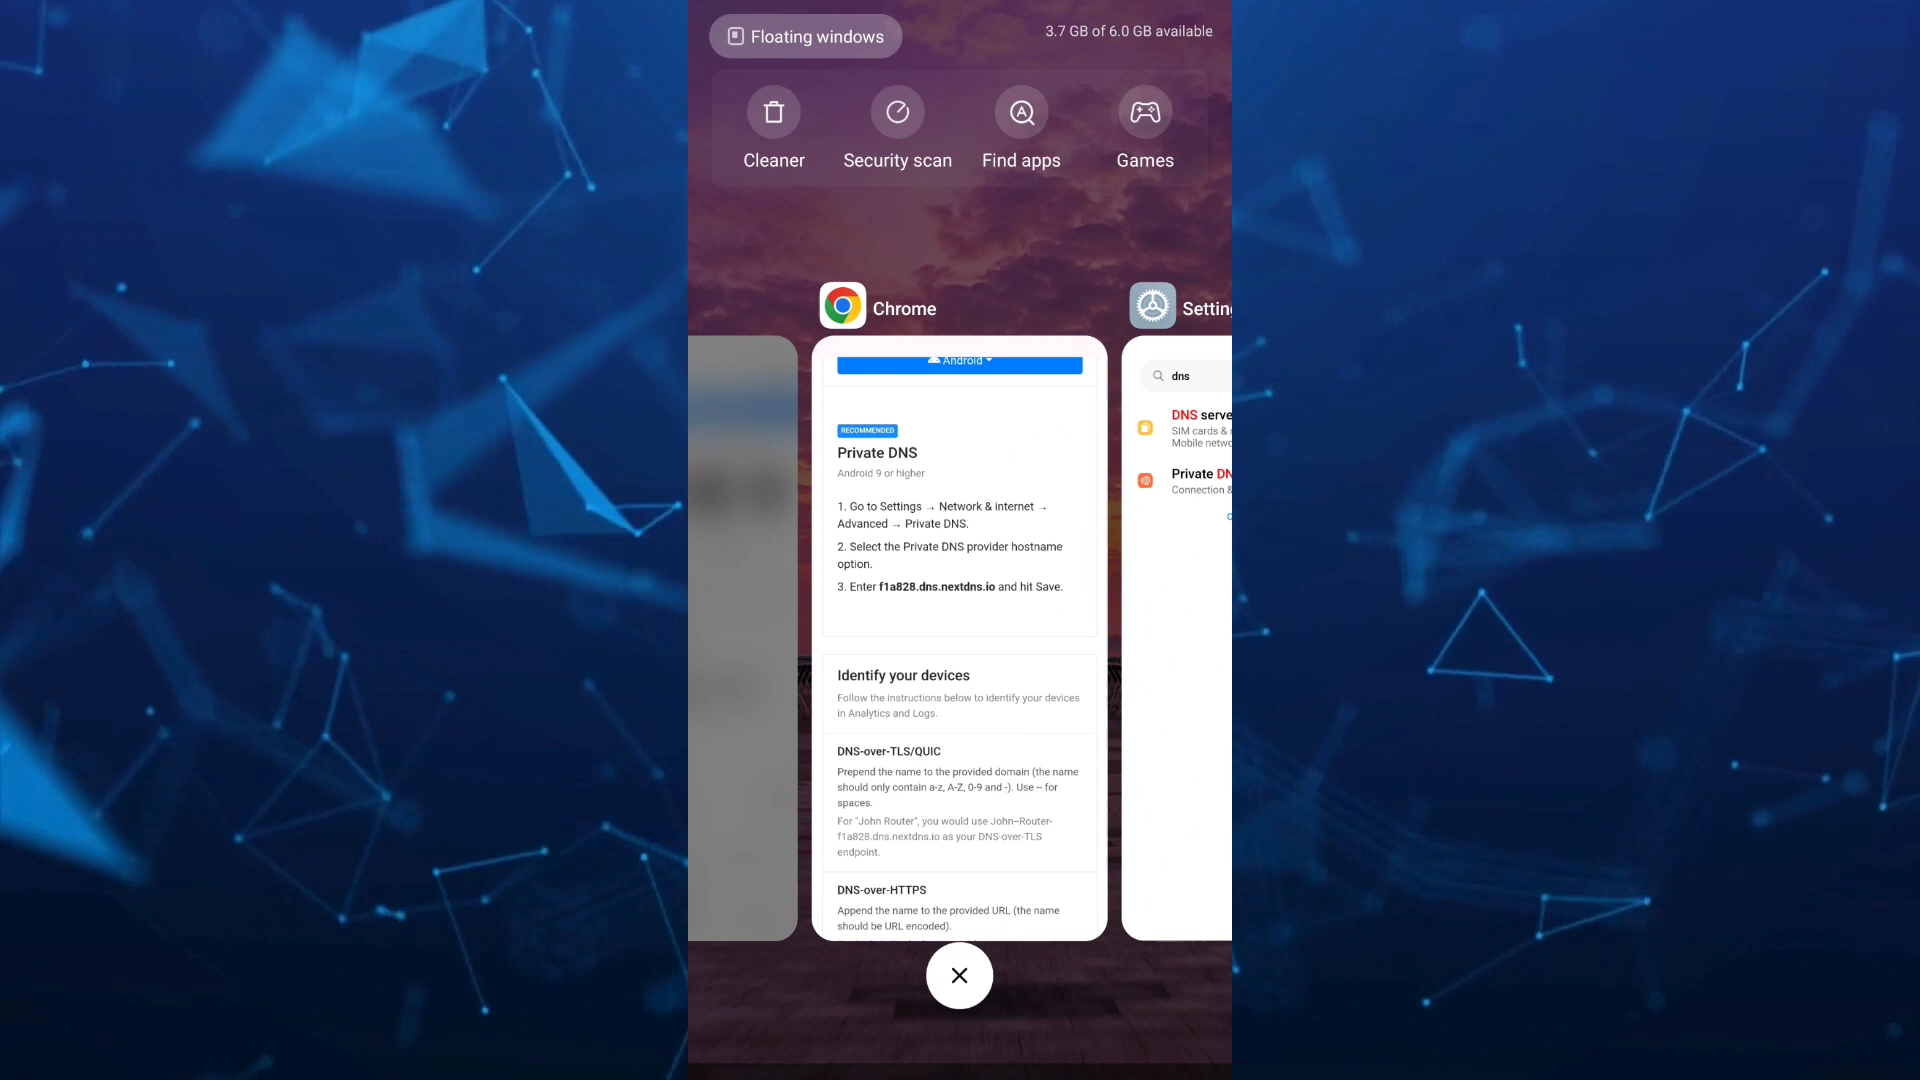 Floating windows
3.7 GB of 6.0 GB available
Cleaner
Security scan
Find apps
Games
Chrome
Android
RECOMMENDED
Private DNS
Android 9 or higher
1. Go to Settings → Network & internet →
Advanced → Private DNS.
2. Select the Private DNS provider hostname
option.
3. Enter f1a828.dns.nextdns.io and hit Save.
Identify your devices
Follow the instructions below to identify your devices
in Analytics and Logs.
DNS-over-TLS/QUIC
Prepend the name to the provided domain (the name
should only contain a-z, A-Z, 0-9 and -). Use -- for
spaces.
For "John Router", you would use John--Router-
f1a828.dns.nextdns.io as your DNS-over-TLS
endpoint.
DNS-over-HTTPS
Append the name to the provided URL (the name
should be URL encoded).
Setting
dns
DNS serve
SIM cards &
Mobile netwo
Private DN
Connection &